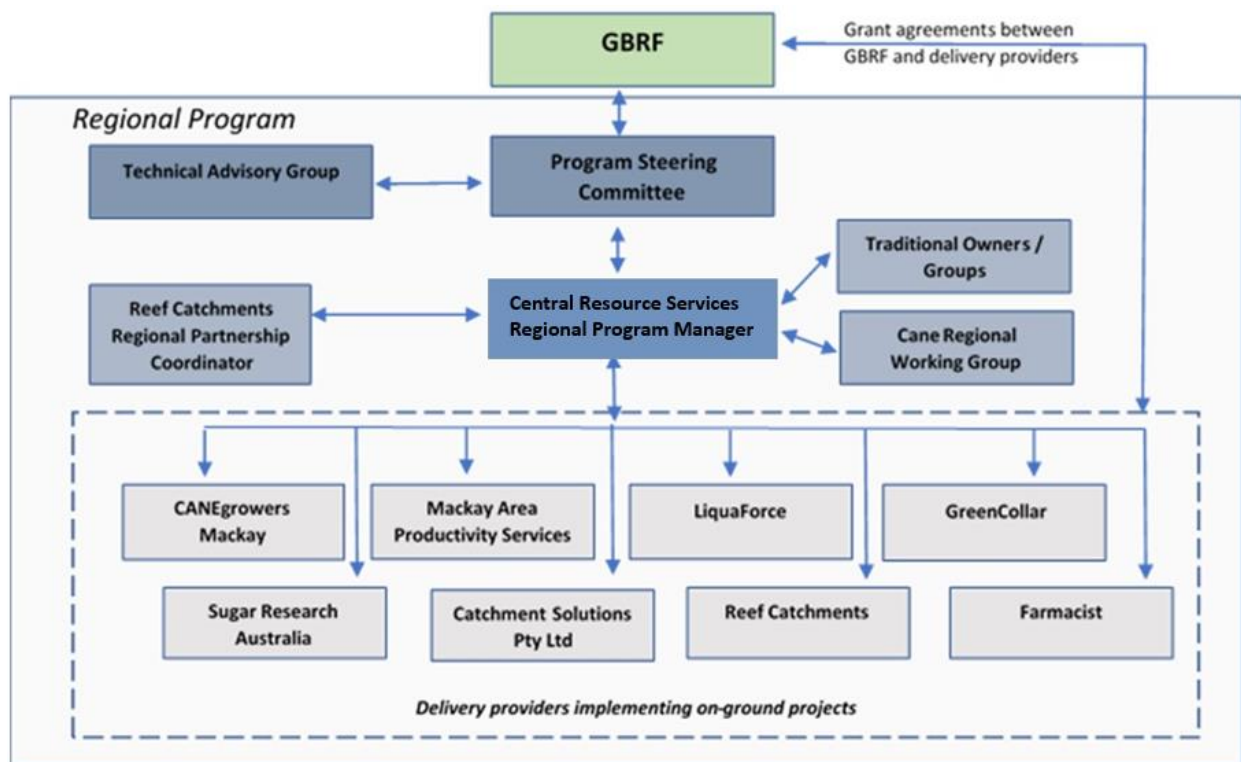 GBRF
Grant agreements between
GBRF and delivery providers
Regional Program
Technical Advisory Group
Program Steering
Committee
Traditional Owners /
Groups
Reef Catchments
Regional Partnership
Coordinator
Central Resource Services
Regional Program Manager
Cane Regional
Working Group
CANEgrowers
Mackay
Mackay Area
Productivity Services
LiquaForce
GreenCollar
Sugar Research
Australia
Catchment Solutions
Pty Ltd
Reef Catchments
Farmacist
Delivery providers implementing on-ground projects